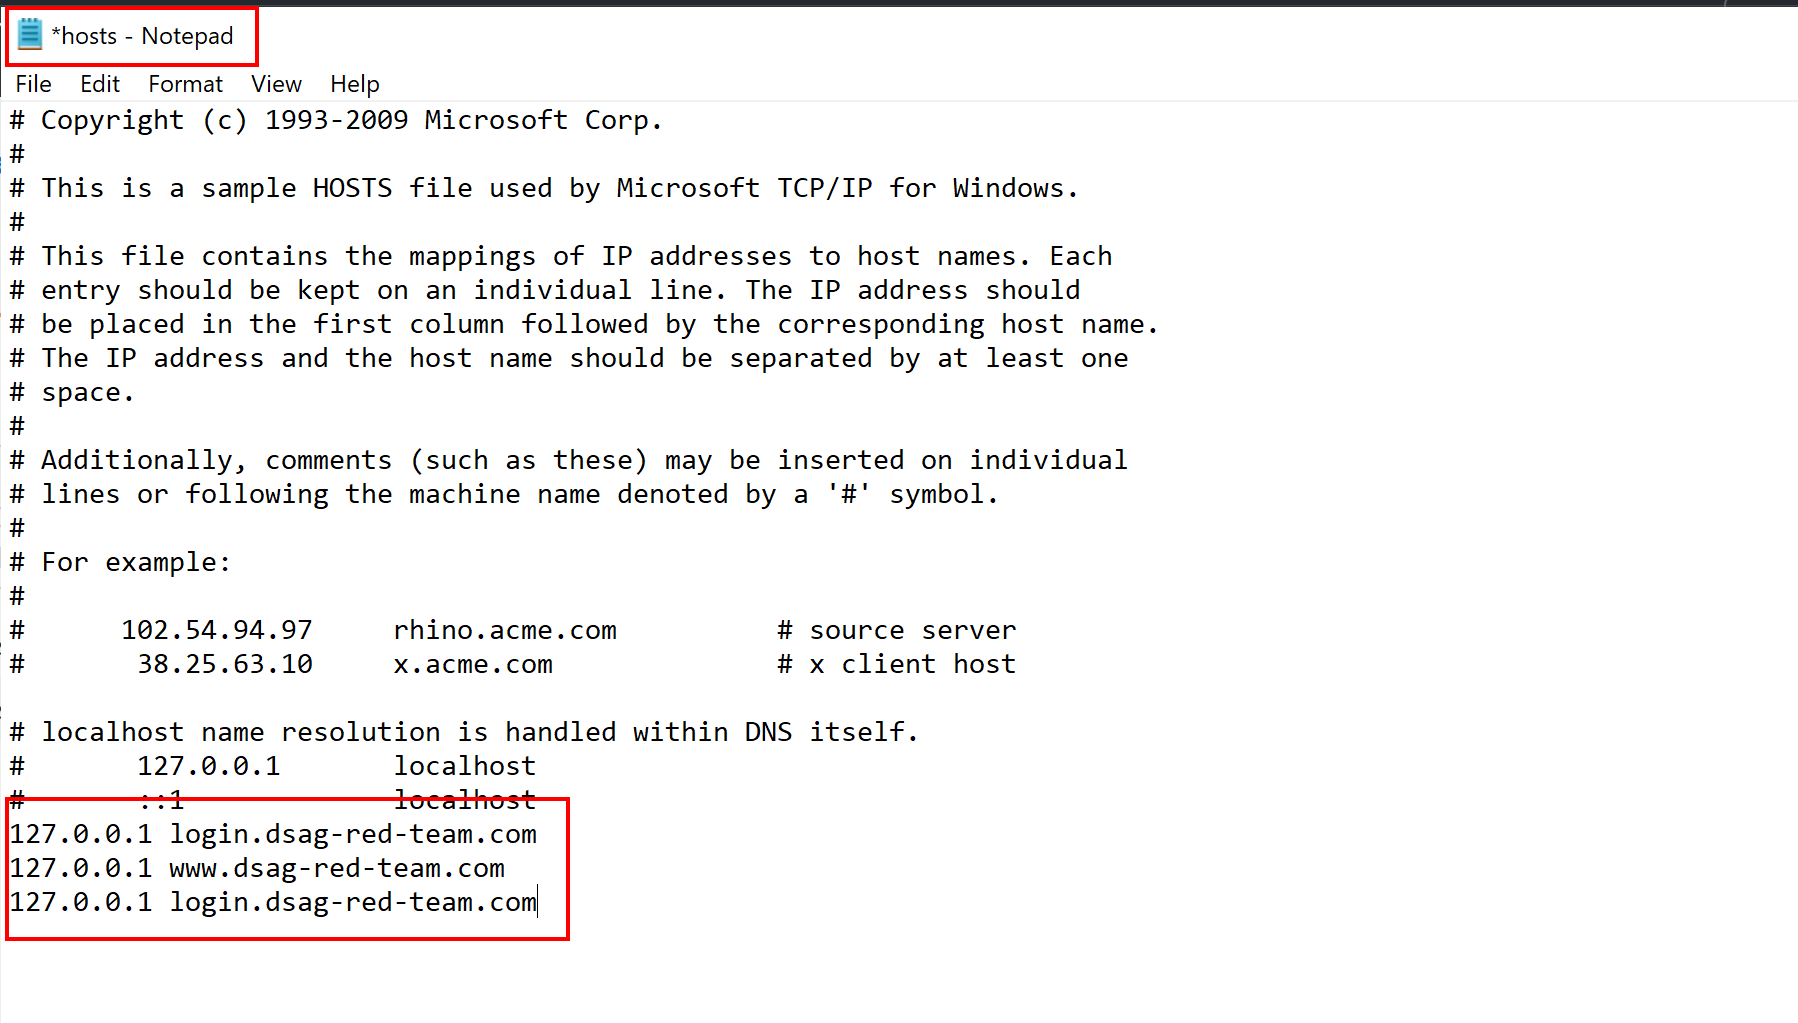 *hosts - Notepad
File Edit Format View Help
# Copyright (c) 1993-2009 Microsoft Corp.
#
# This is a sample HOSTS file used by Microsoft TCP/IP for Windows.
#
# This file contains the mappings of IP addresses to host names. Each
# entry should be kept on an individual line. The IP address should
# be placed in the first column followed by the corresponding host name.
# The IP address and the host name should be separated by at least one
# space.
#
# Additionally, comments (such as these) may be inserted on individual
# lines or following the machine name denoted by a '#' symbol.
#
# For example:
#
#      102.54.94.97     rhino.acme.com          # source server
#       38.25.63.10     x.acme.com              # x client host

# localhost name resolution is handled within DNS itself.
#       127.0.0.1       localhost
#       ::1             localhost
127.0.0.1 login.dsag-red-team.com
127.0.0.1 www.dsag-red-team.com
127.0.0.1 login.dsag-red-team.com